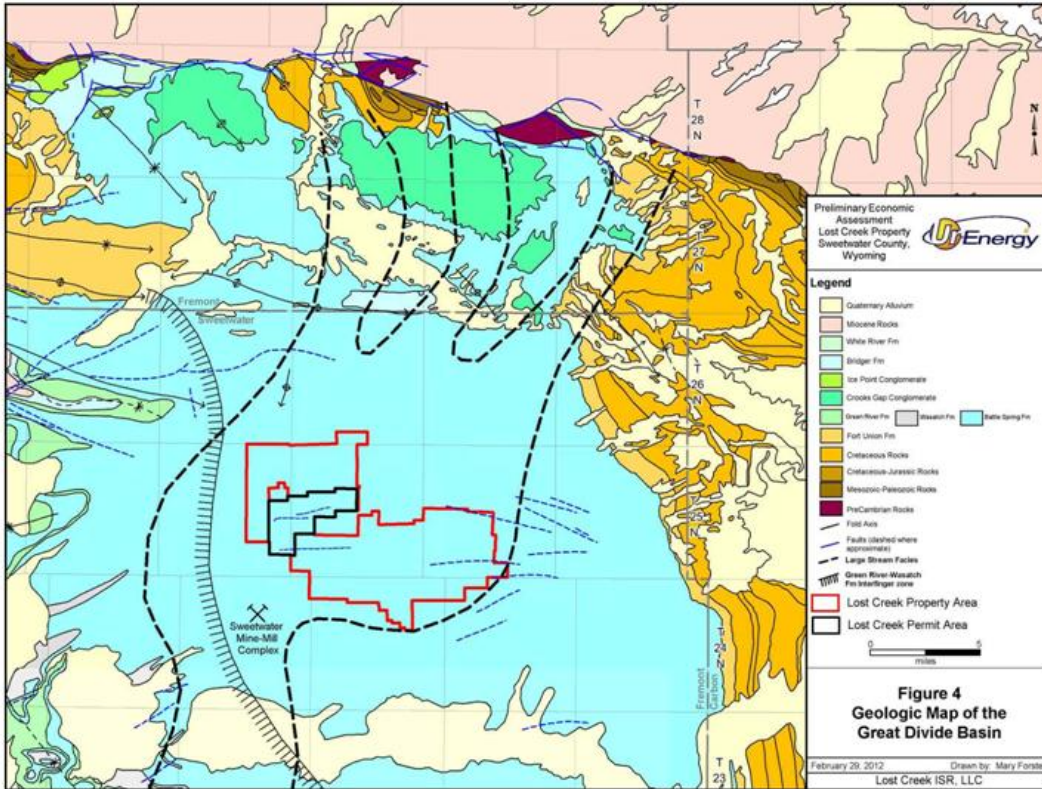 T
28
N
T
27
N
Fremont
Sweetwater
T
26
N
T
25
N
Sweetwater
Mine-Mill
Complex
T
24
N
Fremont
Carbon
T
23
N
Preliminary Economic
Assessment
Lost Creek Property
Sweetwater County,
Wyoming
Ur Energy
Legend
Quaternary Alluvium
Miocene Rocks
White River Fm
Bridger Fm
Ice Point Conglomerate
Crooks Gap Conglomerate
Green River Fm Wasatch Fm Battle Spring Fm
Fort Union Fm
Cretaceous Rocks
Cretaceous-Jurassic Rocks
Mesozoic-Paleozoic Rocks
PreCambrian Rocks
Fold Axis
Faults (dashed where
approximate)
Large Stream Facies
Green River-Wasatch
Fm Interfinger zone
Lost Creek Property Area
Lost Creek Permit Area
0 5
miles
Figure 4
Geologic Map of the
Great Divide Basin
February 29, 2012 Drawn by: Mary Forster
Lost Creek ISR, LLC